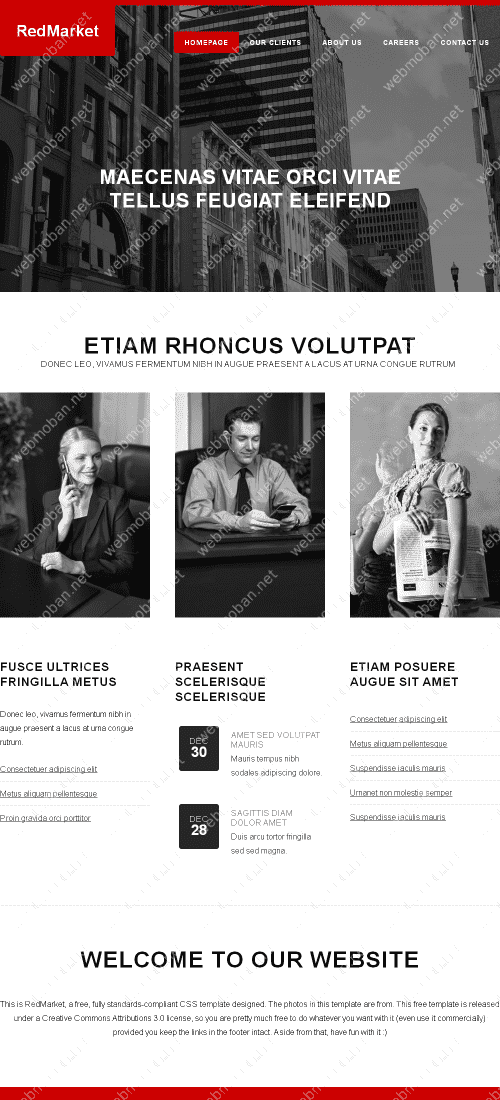 RedMarket
HOMEPAGE OUR CLIENTS ABOUT US CAREERS CONTACT US
MAECENAS VITAE ORCI VITAE
TELLUS FEUGIAT ELEIFEND
ETIAM RHONCUS VOLUTPAT
DONEC LEO, VIVAMUS FERMENTUM NIBH IN AUGUE PRAESENT A LACUS AT URNA CONGUE RUTRUM
FUSCE ULTRICES
FRINGILLA METUS
Donec leo, vivamus fermentum nibh in
augue praesent a lacus at urna congue
rutrum.
Consectetuer adipiscing elit
Metus aliquam pellentesque
Proin gravida orci porttitor
PRAESENT
SCELERISQUE
SCELERISQUE
DEC
30
AMET SED VOLUTPAT
MAURIS
Mauris tempus nibh
sodales adipiscing dolore.
DEC
28
SAGITTIS DIAM
DOLOR AMET
Duis arcu tortor fringilla
sed sed magna.
ETIAM POSUERE
AUGUE SIT AMET
Consectetuer adipiscing elit
Metus aliquam pellentesque
Suspendisse iaculis mauris
Urnanet non molestie semper
Suspendisse iaculis mauris
WELCOME TO OUR WEBSITE
This is RedMarket, a free, fully standards-compliant CSS template designed. The photos in this template are from. This free template is released
under a Creative Commons Attributions 3.0 license, so you are pretty much free to do whatever you want with it (even use it commercially)
provided you keep the links in the footer intact. Aside from that, have fun with it :)
webmoban.net